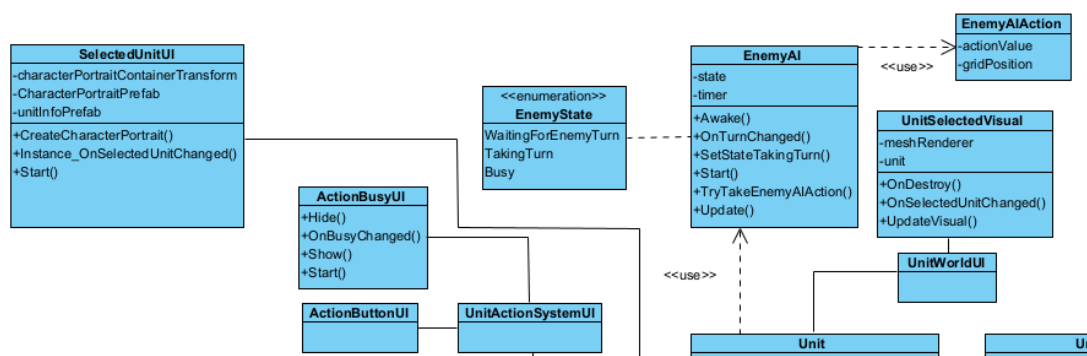 SelectedUnitUI
-characterPortraitContainerTransform
-CharacterPortraitPrefab
-unitInfoPrefab
+CreateCharacterPortrait()
+Instance_OnSelectedUnitChanged()
+Start()
<<enumeration>>
EnemyState
WaitingForEnemyTurn
TakingTurn
Busy
EnemyAI
-state
-timer
+Awake()
+OnTurnChanged()
+SetStateTakingTurn()
+Start()
+TryTakeEnemyAIAction()
+Update()
<<use>>
EnemyAIAction
-actionValue
-gridPosition
UnitSelectedVisual
-meshRenderer
-unit
+OnDestroy()
+OnSelectedUnitChanged()
+UpdateVisual()
ActionBusyUI
+Hide()
+OnBusyChanged()
+Show()
+Start()
<<use>>
UnitWorldUI
ActionButtonUI
UnitActionSystemUI
Unit